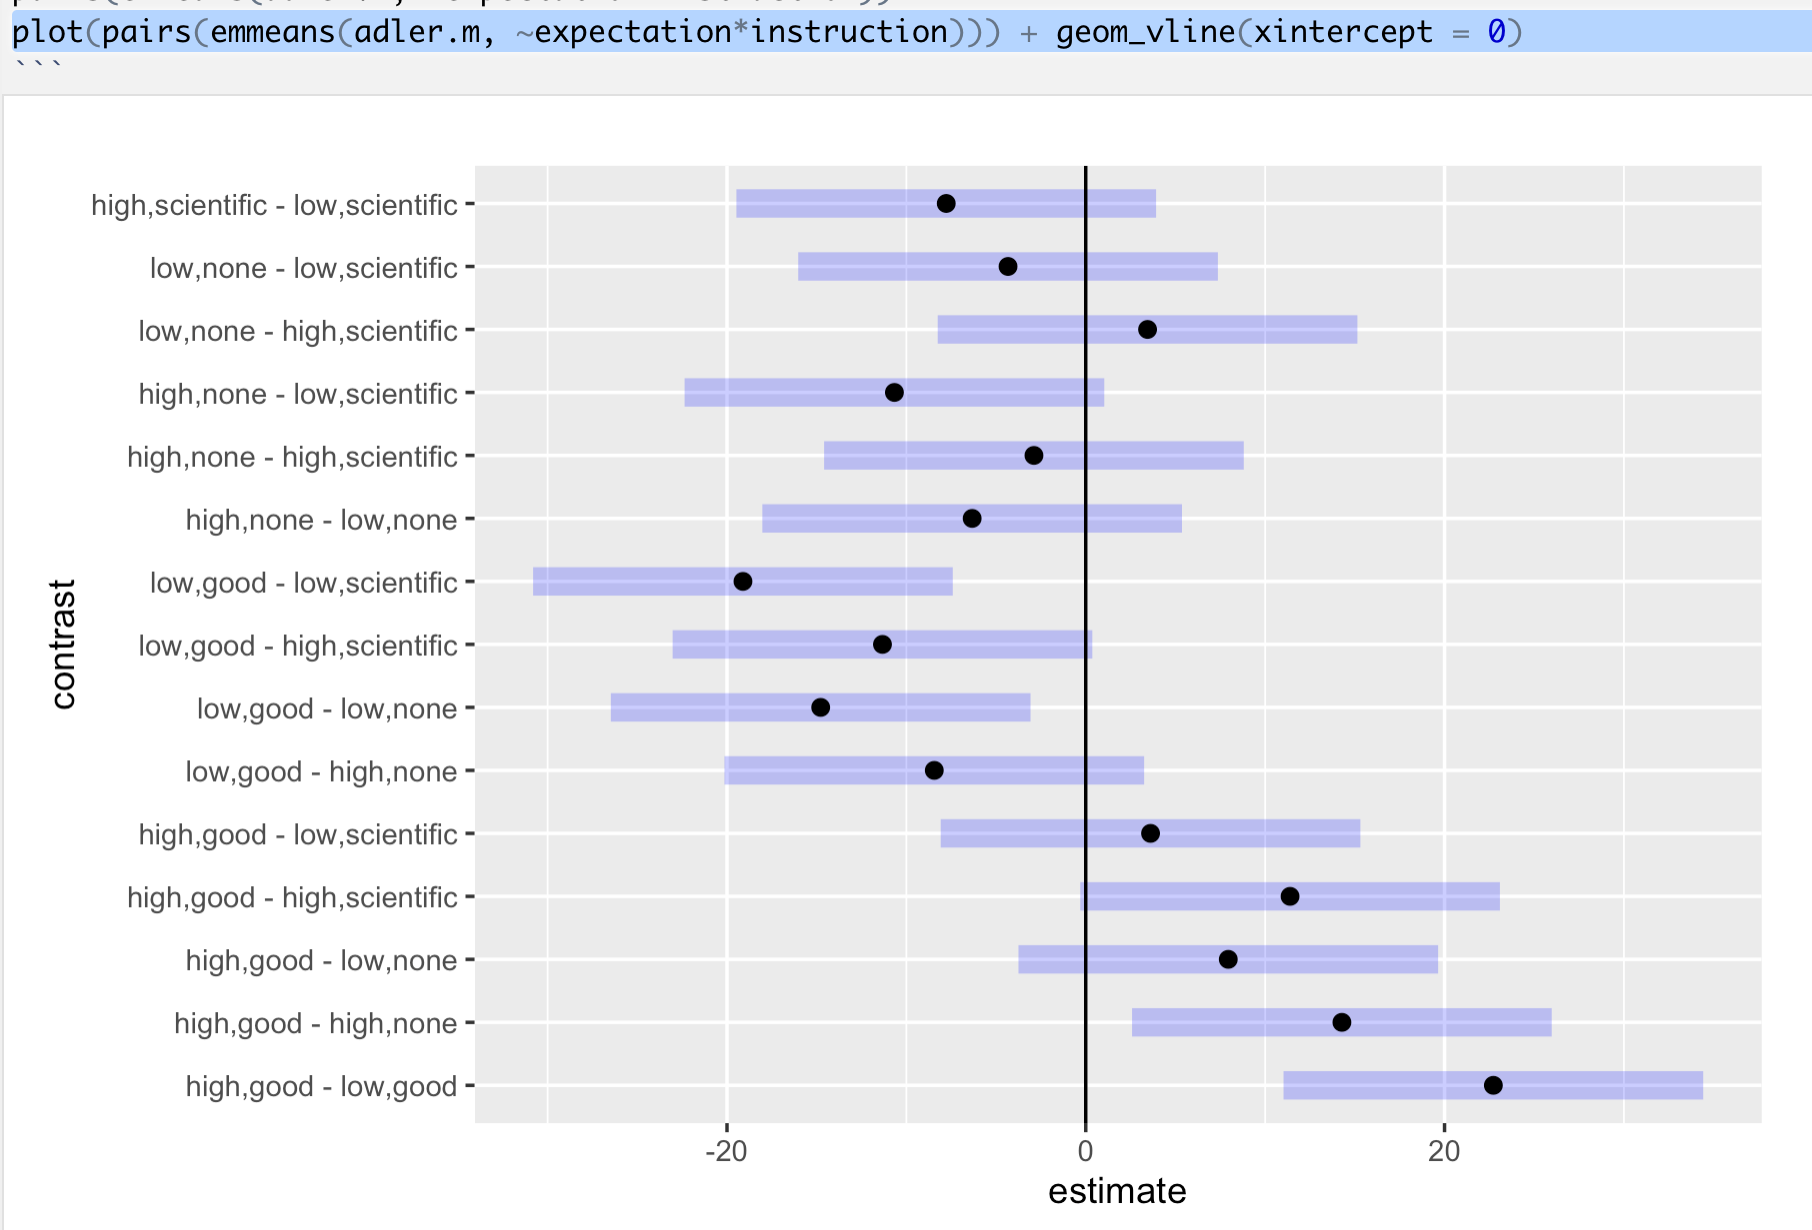 plot(pairs(emmeans(adler.m, ~expectation*instruction))) + geom_vline(xintercept = 0)
```
high,scientific - low,scientific
low,none - low,scientific
low,none - high,scientific
high,none - low,scientific
high,none - high,scientific
high,none - low,none
low,good - low,scientific
low,good - high,scientific
low,good - low,none
low,good - high,none
high,good - low,scientific
high,good - high,scientific
high,good - low,none
high,good - high,none
high,good - low,good
contrast
-20 0 20
estimate